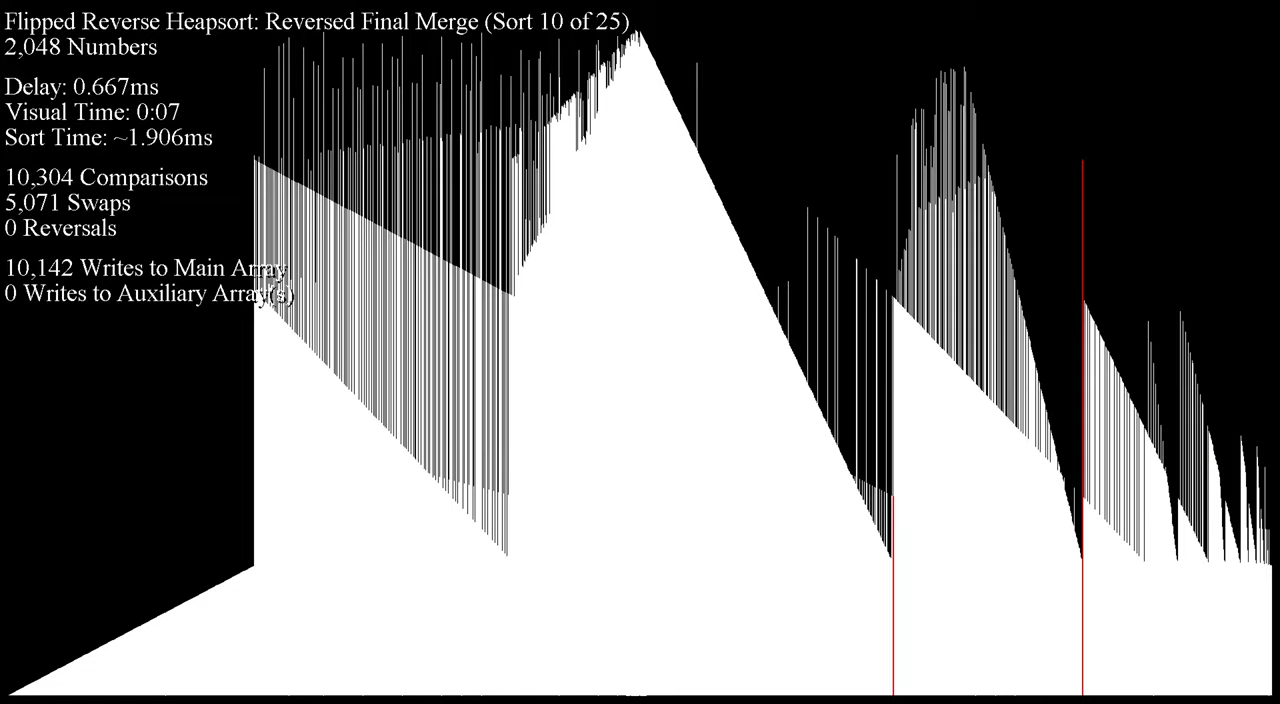 Flipped Reverse Heapsort: Reversed Final Merge (Sort 10 of 25)
2,048 Numbers
Delay: 0.667ms
Visual Time: 0:07
Sort Time: ~1.906ms
10,304 Comparisons
5,071 Swaps
0 Reversals
10,142 Writes to Main Array
0 Writes to Auxiliary Array(s)